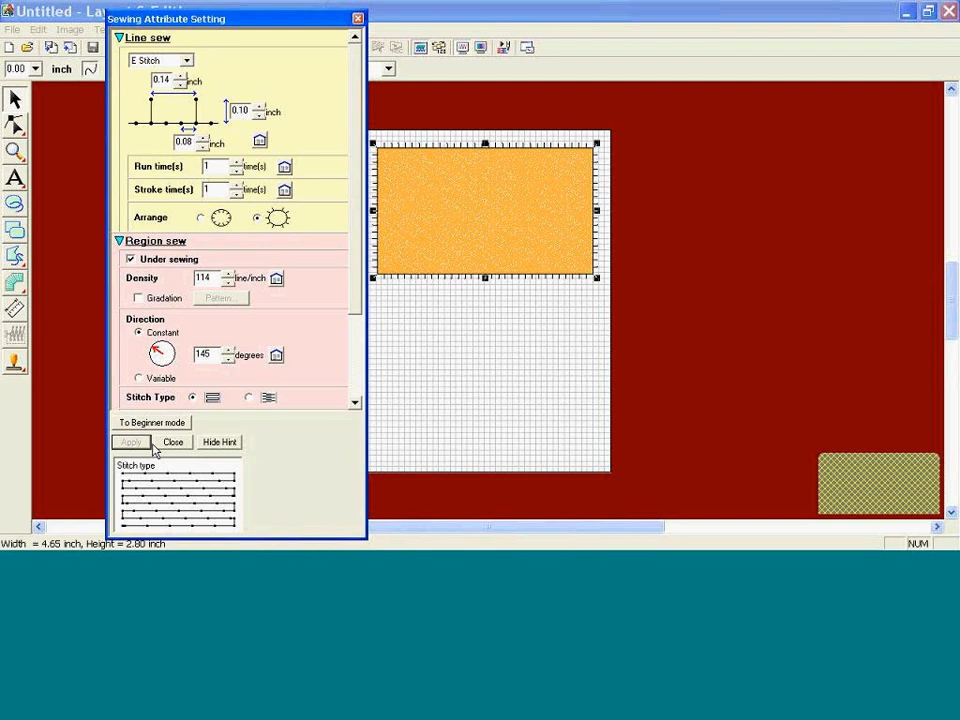 Untitled - La
Sewing Attribute Setting
File Edit Image Te
0.00 inch
Line sew
E Stitch
0.14 inch
0.10 inch
0.08 inch
Run time(s) 1 time(s)
Stroke time(s) 1 time(s)
Arrange
Region sew
Under sewing
Density 114 line/inch
Gradation Pattern...
Direction
Constant
145 degrees
Variable
Stitch Type
To Beginner mode
Apply Close Hide Hint
Stitch type
Width = 4.65 inch, Height = 2.80 inch
NUM